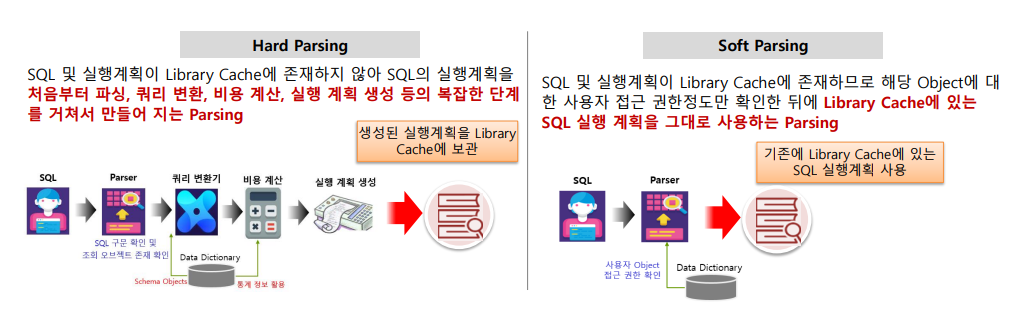 Hard Parsing
SQL 및 실행계획이 Library Cache에 존재하지 않아 SQL의 실행계획을
처음부터 파싱, 쿼리 변환, 비용 계산, 실행 계획 생성 등의 복잡한 단계
를 거쳐서 만들어 지는 Parsing
생성된 실행계획을 Library
Cache에 보관
SQL
Parser
쿼리 변환기
비용 계산
실행 계획 생성
SQL 구문 확인 및
조회 오브젝트 존재 확인
Data Dictionary
Schema Objects
통계 정보 활용
Soft Parsing
SQL 및 실행계획이 Library Cache에 존재하므로 해당 Object에 대
한 사용자 접근 권한정도만 확인한 뒤에 Library Cache에 있는
SQL 실행 계획을 그대로 사용하는 Parsing
기존에 Library Cache에 있는
SQL 실행계획 사용
SQL
Parser
사용자 Object
접근 권한 확인
Data Dictionary